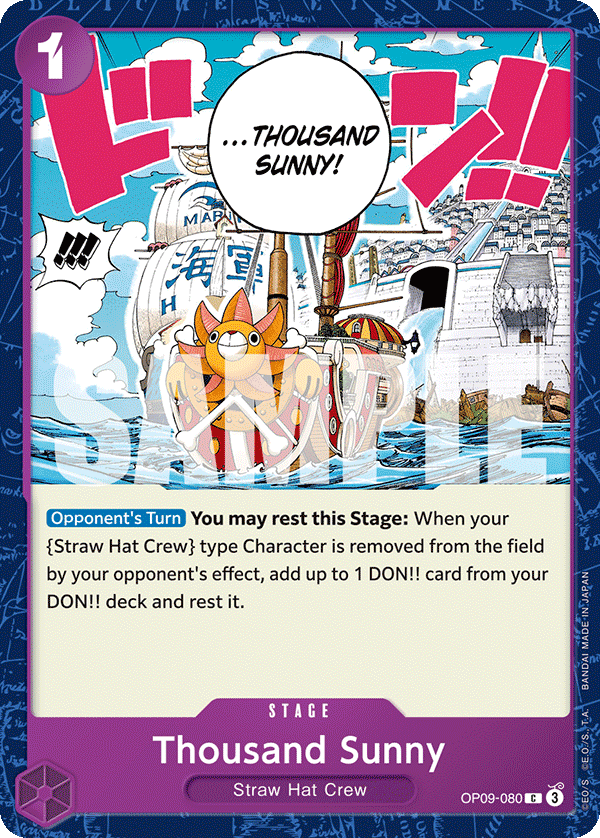 1
ドン!!
...THOUSAND
SUNNY!
!!!
MARIN
海軍
H
SAMPLE
Opponent's Turn You may rest this Stage: When your
{Straw Hat Crew} type Character is removed from the field
by your opponent's effect, add up to 1 DON!! card from your
DON!! deck and rest it.
STAGE
Thousand Sunny
Straw Hat Crew
OP09-080 C 3
©E.O/S. ©E.O./S., T.A. BANDAI MADE IN JAPAN